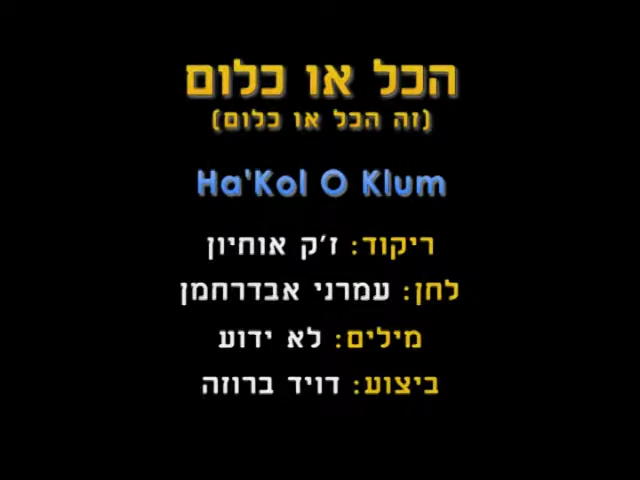 הכל או כלום
(זה הכל או כלום)
Ha'Kol O Klum
ריקוד: ז'ק אוחיון
לחן: עמרני אבדרחמן
מילים: לא ידוע
ביצוע: דויד ברוזה